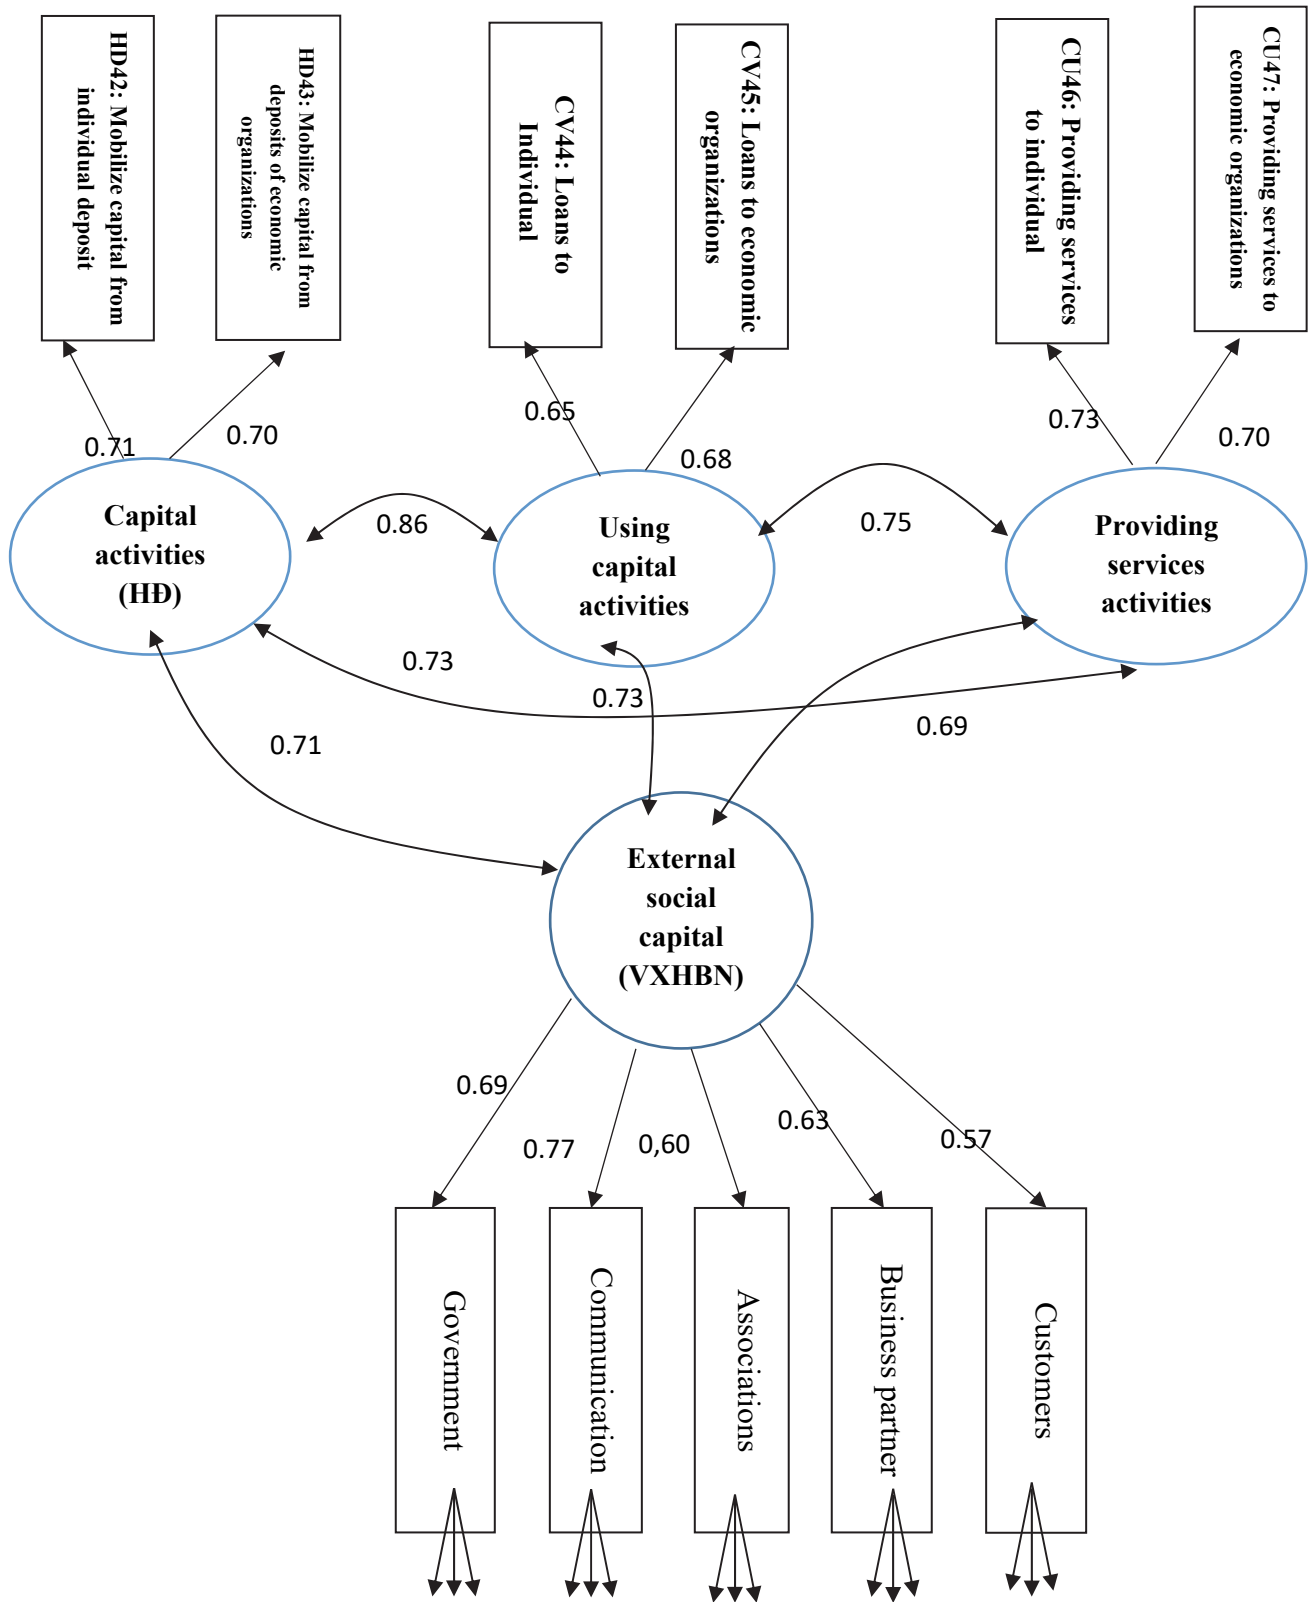 HD42: Mobilize capital from
individual deposit
HD43: Mobilize capital from
deposits of economic
organizations
CV44: Loans to
Individual
CV45: Loans to economic
organizations
CU46: Providing services
to individual
CU47: Providing services to
economic organizations
0.71
0.70
0.65
0.68
0.73
0.70
Capital
activities
(HĐ)
0.86
Using
capital
activities
0.75
Providing
services
activities
0.73
0.73
0.69
0.71
External
social
capital
(VXHBN)
0.69
0.77
0,60
0.63
0.57
Government
Communication
Associations
Business partner
Customers